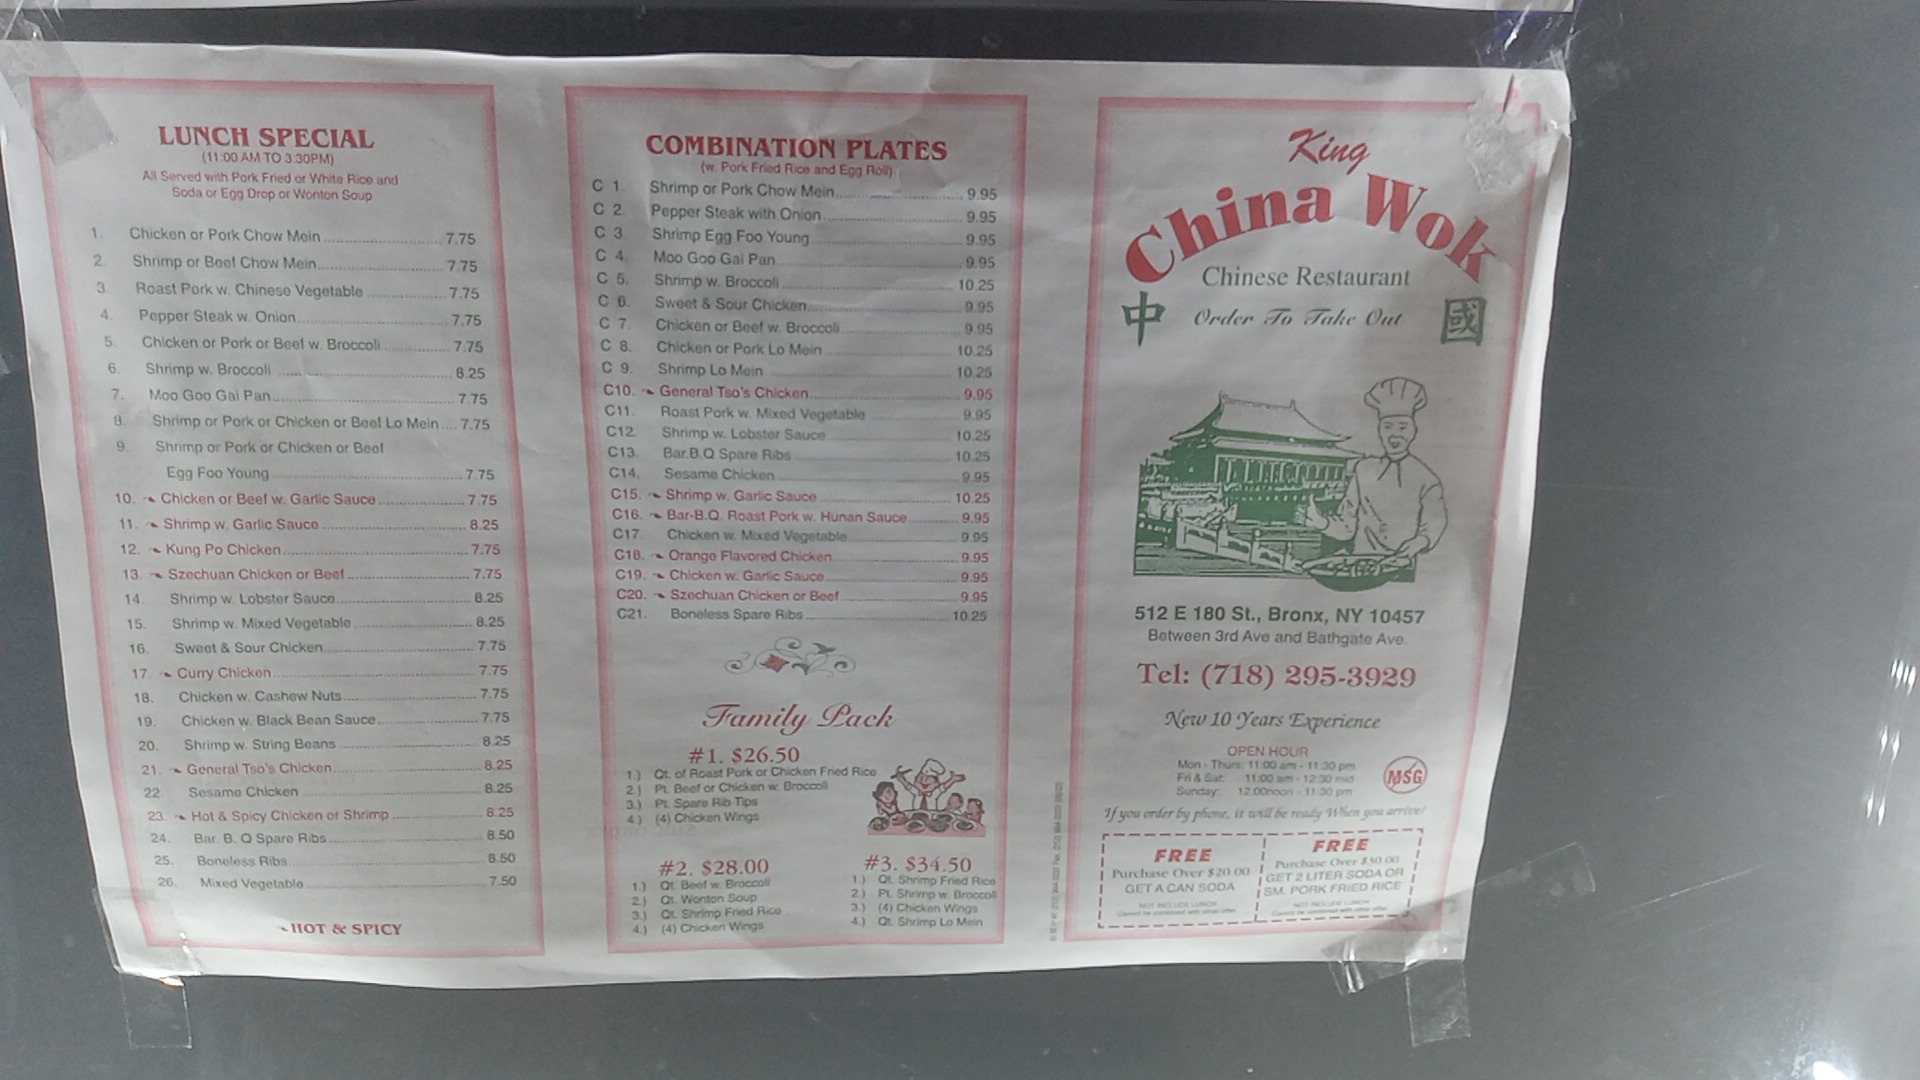 LUNCH SPECIAL
(11:00 AM TO 3:30PM)
All Served with Pork Fried or White Rice and
Soda or Egg Drop or Wonton Soup
1. Chicken or Pork Chow Mein 7.75
2. Shrimp or Beef Chow Mein 7.75
3. Roast Pork w. Chinese Vegetable 7.75
4. Pepper Steak w. Onion 7.75
5. Chicken or Pork or Beef w. Broccoli 7.75
6. Shrimp w. Broccoli 8.25
7. Moo Goo Gai Pan 7.75
8. Shrimp or Pork or Chicken or Beef Lo Mein 7.75
9. Shrimp or Pork or Chicken or Beef
Egg Foo Young 7.75
10. Chicken or Beef w. Garlic Sauce 7.75
11. Shrimp w. Garlic Sauce 8.25
12. Kung Po Chicken 7.75
13. Szechuan Chicken or Beef 7.75
14. Shrimp w. Lobster Sauce 8.25
15. Shrimp w. Mixed Vegetable 8.25
16. Sweet & Sour Chicken 7.75
17. Curry Chicken 7.75
18. Chicken w. Cashew Nuts 7.75
19. Chicken w. Black Bean Sauce 7.75
20. Shrimp w. String Beans 8.25
21. General Tso's Chicken 8.25
22. Sesame Chicken 8.25
23. Hot & Spicy Chicken or Shrimp 8.25
24. Bar. B. Q Spare Ribs 8.50
25. Boneless Ribs 8.50
26. Mixed Vegetable 7.50
HOT & SPICY
COMBINATION PLATES
(w. Pork Fried Rice and Egg Roll)
C 1. Shrimp or Pork Chow Mein 9.95
C 2. Pepper Steak with Onion 9.95
C 3. Shrimp Egg Foo Young 9.95
C 4. Moo Goo Gai Pan 9.95
C 5. Shrimp w. Broccoli 10.25
C 6. Sweet & Sour Chicken 9.95
C 7. Chicken or Beef w. Broccoli 9.95
C 8. Chicken or Pork Lo Mein 10.25
C 9. Shrimp Lo Mein 10.25
C10. General Tso's Chicken 9.95
C11. Roast Pork w. Mixed Vegetable 9.95
C12. Shrimp w. Lobster Sauce 10.25
C13. Bar.B.Q Spare Ribs 10.25
C14. Sesame Chicken 9.95
C15. Shrimp w. Garlic Sauce 10.25
C16. Bar-B.Q. Roast Pork w. Hunan Sauce 9.95
C17. Chicken w. Mixed Vegetable 9.95
C18. Orange Flavored Chicken 9.95
C19. Chicken w. Garlic Sauce 9.95
C20. Szechuan Chicken or Beef 9.95
C21. Boneless Spare Ribs 10.25
Family Pack
#1. $26.50
1.) Qt. of Roast Pork or Chicken Fried Rice
2.) Pt. Beef or Chicken w. Broccoli
3.) Pt. Spare Rib Tips
4.) (4) Chicken Wings
#2. $28.00
1.) Qt. Beef w. Broccoli
2.) Qt. Wonton Soup
3.) Qt. Shrimp Fried Rice
4.) (4) Chicken Wings
#3. $34.50
1.) Qt. Shrimp Fried Rice
2.) Pt. Shrimp w. Broccoli
3.) (4) Chicken Wings
4.) Qt. Shrimp Lo Mein
King
China Wok
Chinese Restaurant
中 Order To Take Out 國
512 E 180 St., Bronx, NY 10457
Between 3rd Ave and Bathgate Ave.
Tel: (718) 295-3929
New 10 Years Experience
OPEN HOUR
Mon - Thurs: 11:00 am - 11:30 pm
Fri & Sat: 11:00 am - 12:30 mid
Sunday: 12:00noon - 11:30 pm
MSG
If you order by phone, it will be ready When you arrive!
FREE
Purchase Over $20.00
GET A CAN SODA
NOT INCLUDE LUNCH
Cannot be combined with other offer
FREE
Purchase Over $30.00
GET 2 LITER SODA OR
SM. PORK FRIED RICE
NOT INCLUDE LUNCH
Cannot be combined with other offer